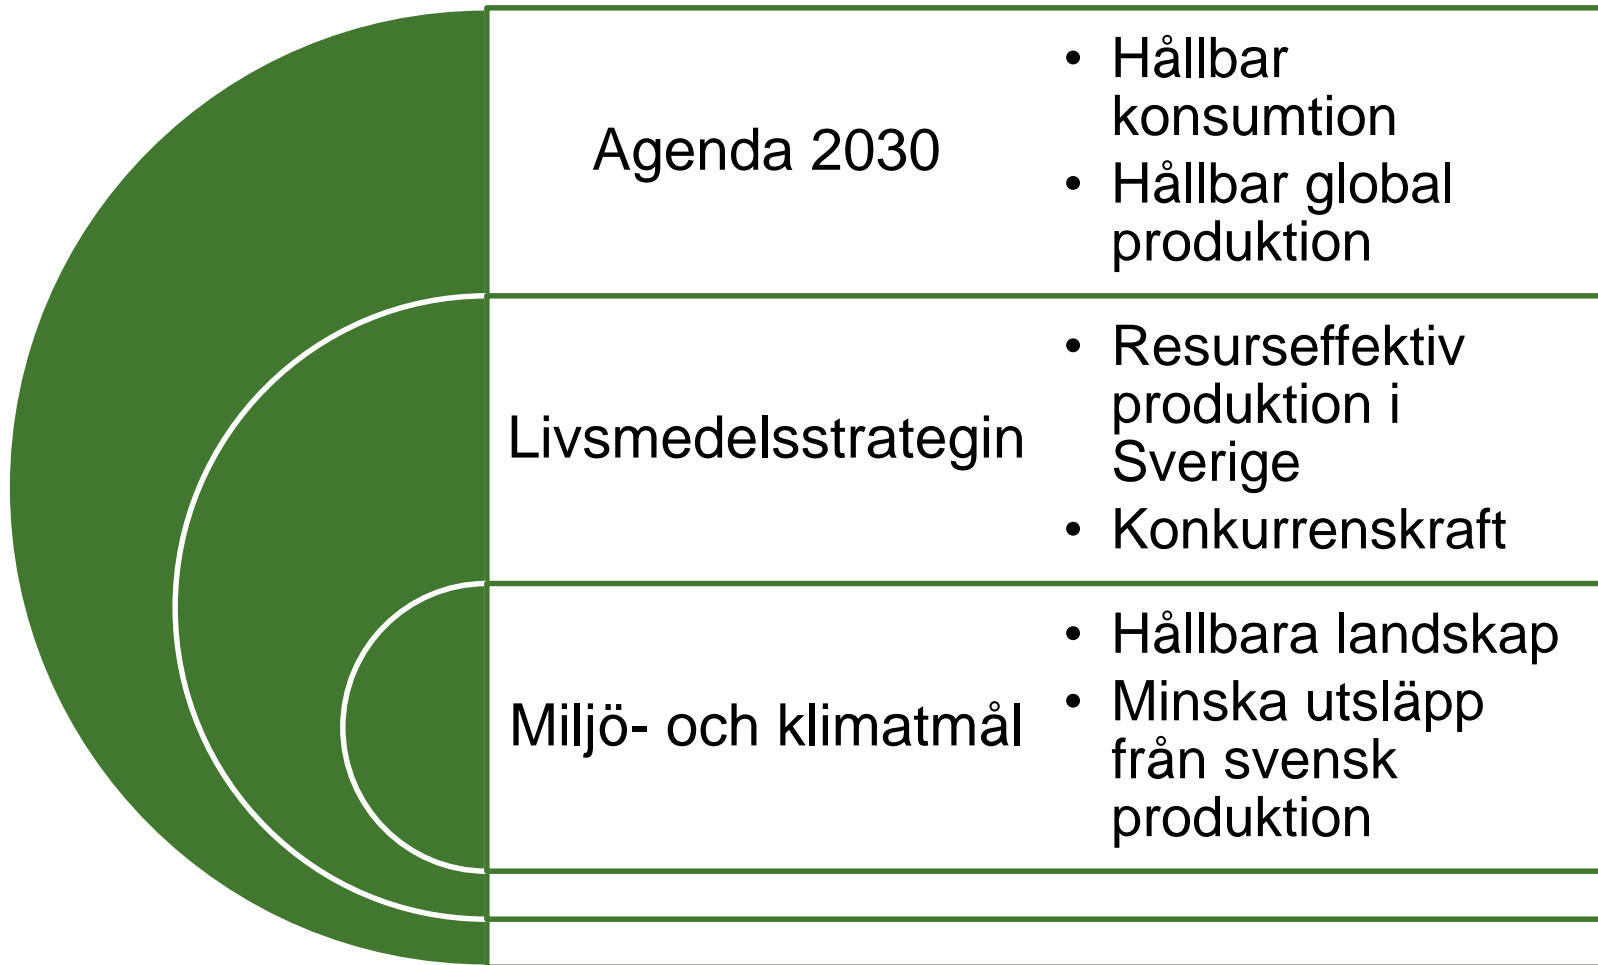 Agenda 2030
• Hållbar
konsumtion
• Hållbar global
produktion
Livsmedelsstrategin
• Resurseffektiv
produktion i
Sverige
• Konkurrenskraft
Miljö- och klimatmål
• Hållbara landskap
• Minska utsläpp
från svensk
produktion